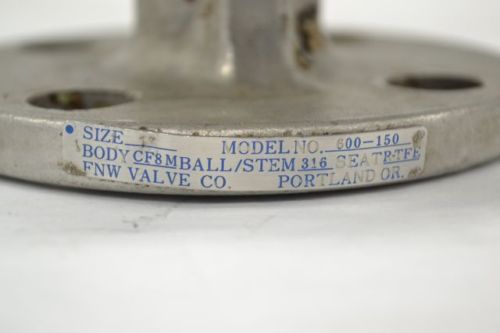 SIZE MODEL NO. 600-150
BODY CF8M BALL/STEM 316 SEAT R-TFE
FNW VALVE CO. PORTLAND OR.